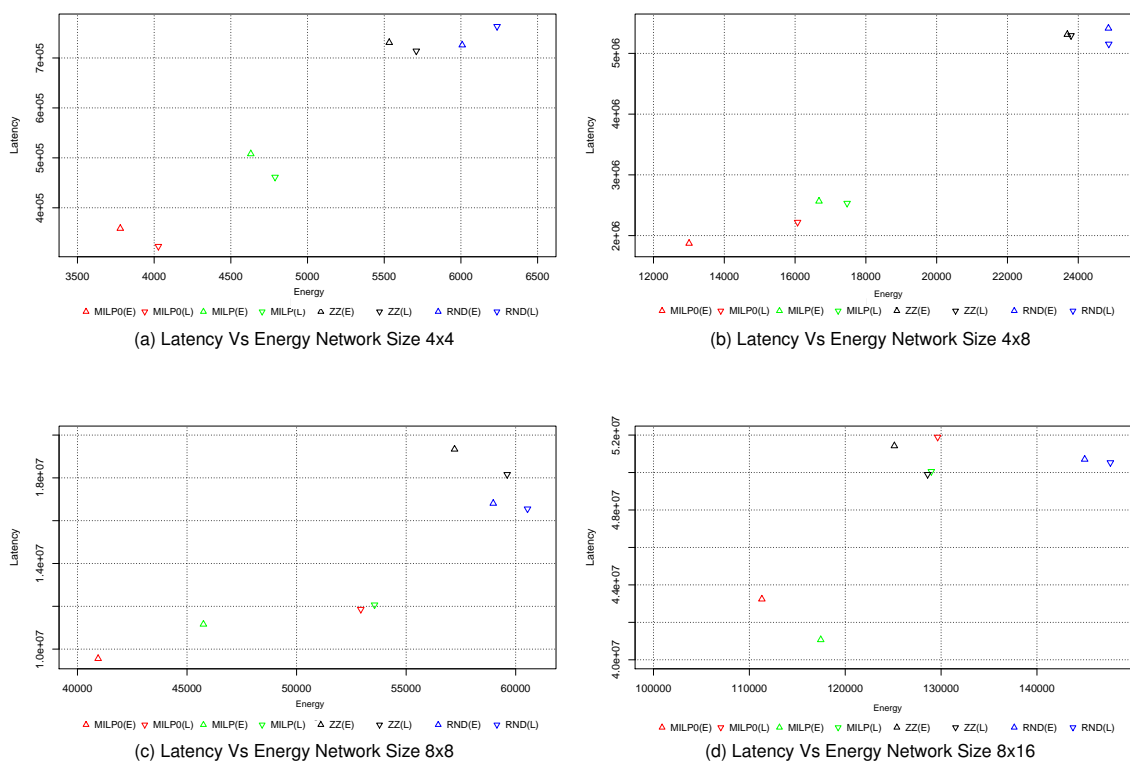 Latency
4e+05 5e+05 7e+05
3500 4000 4500 5000 5500 6000 6500
Energy
MILP0(E) MILP0(L) MILP(E) MILP(L) ZZ(E) ZZ(L) RND(E) RND(L)
(a) Latency Vs Energy Network Size 4x4
Latency
2e+06 3e+06 4e+06 5e+06
12000 14000 16000 18000 20000 22000 24000
Energy
MILP0(E) MILP0(L) MILP(E) MILP(L) ZZ(E) ZZ(L) RND(E) RND(L)
(b) Latency Vs Energy Network Size 4x8
Latency
1.0e+07 1.4e+07 1.8e+07
40000 45000 50000 55000 60000
Energy
MILP0(E) MILP0(L) MILP(E) MILP(L) ZZ(E) ZZ(L) RND(E) RND(L)
(c) Latency Vs Energy Network Size 8x8
Latency
4.0e+07 4.4e+07 4.8e+07 5.2e+07
100000 110000 120000 130000 140000
Energy
MILP0(E) MILP0(L) MILP(E) MILP(L) ZZ(E) ZZ(L) RND(E) RND(L)
(d) Latency Vs Energy Network Size 8x16